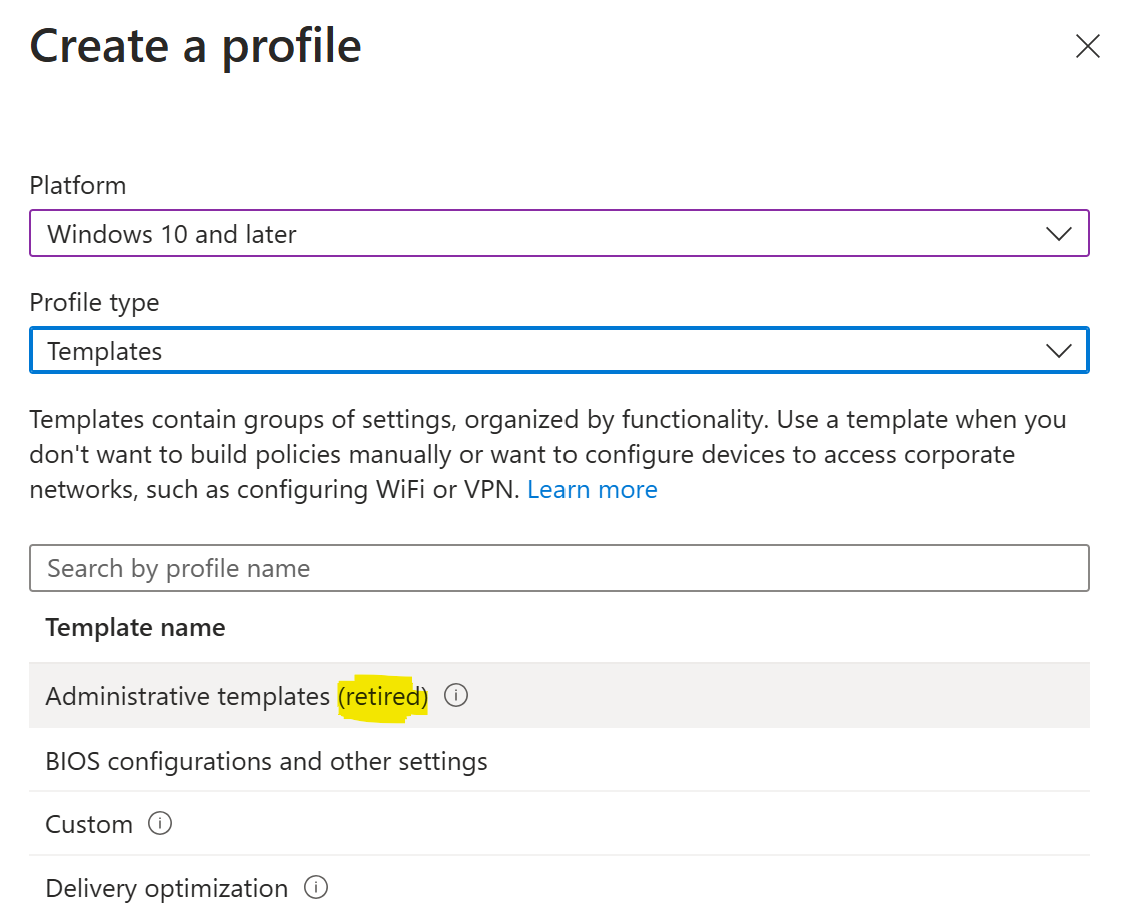 Create a profile
Platform
Windows 10 and later
Profile type
Templates
Templates contain groups of settings, organized by functionality. Use a template when you
don't want to build policies manually or want to configure devices to access corporate
networks, such as configuring WiFi or VPN. Learn more
Search by profile name
Template name
Administrative templates (retired)
BIOS configurations and other settings
Custom
Delivery optimization